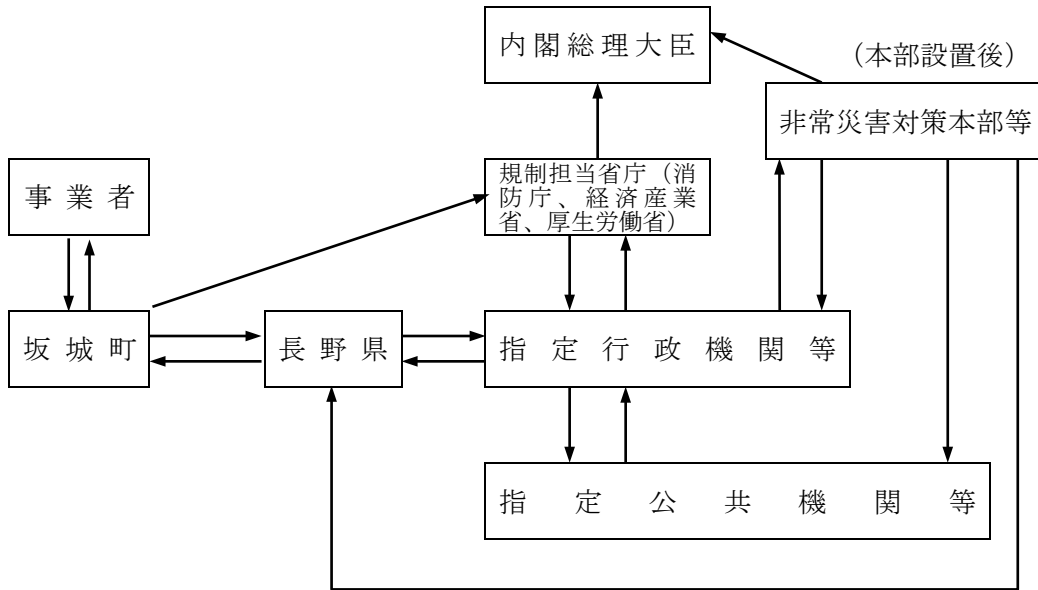 内閣総理大臣
（本部設置後）
非常災害対策本部等
事業者
規制担当省庁（消
防庁、経済産業
省、厚生労働省）
坂城町
長野県
指定行政機関等
指定公共機関等